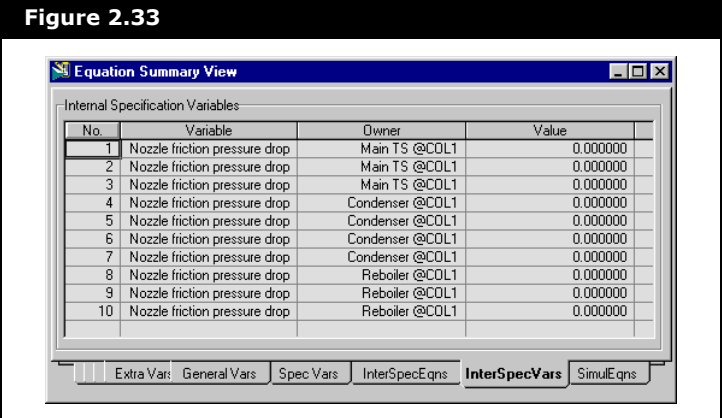 Figure 2.33
Equation Summary View
Internal Specification Variables
No. Variable Owner Value
1 Nozzle friction pressure drop Main TS @COL1 0.000000
2 Nozzle friction pressure drop Main TS @COL1 0.000000
3 Nozzle friction pressure drop Main TS @COL1 0.000000
4 Nozzle friction pressure drop Condenser @COL1 0.000000
5 Nozzle friction pressure drop Condenser @COL1 0.000000
6 Nozzle friction pressure drop Condenser @COL1 0.000000
7 Nozzle friction pressure drop Condenser @COL1 0.000000
8 Nozzle friction pressure drop Reboiler @COL1 0.000000
9 Nozzle friction pressure drop Reboiler @COL1 0.000000
10 Nozzle friction pressure drop Reboiler @COL1 0.000000
Extra Vars General Vars Spec Vars InterSpecEqns InterSpecVars SimulEqns